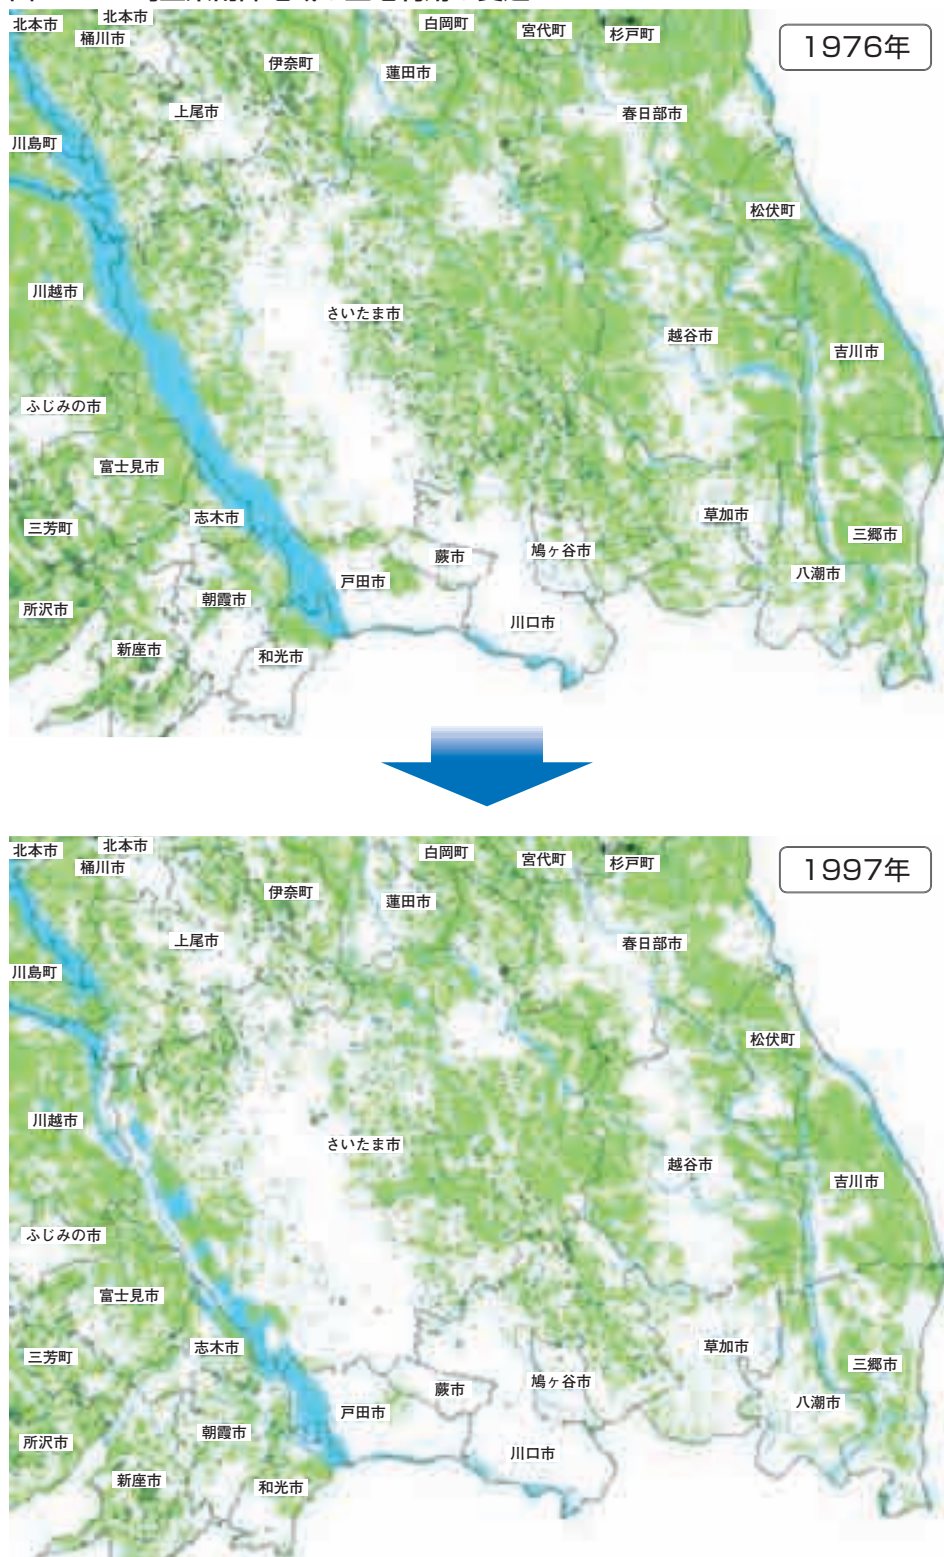 北本市
北本市
桶川市
白岡町
宮代町
杉戸町
1976年
伊奈町
蓮田市
上尾市
春日部市
川島町
松伏町
川越市
さいたま市
越谷市
吉川市
ふじみの市
富士見市
志木市
草加市
三芳町
三郷市
蕨市
鳩ヶ谷市
戸田市
八潮市
朝霞市
所沢市
川口市
新座市
和光市
北本市
北本市
桶川市
白岡町
宮代町
杉戸町
1997年
伊奈町
蓮田市
上尾市
春日部市
川島町
松伏町
川越市
さいたま市
越谷市
吉川市
ふじみの市
富士見市
志木市
草加市
三芳町
三郷市
蕨市
鳩ヶ谷市
戸田市
八潮市
朝霞市
所沢市
川口市
新座市
和光市